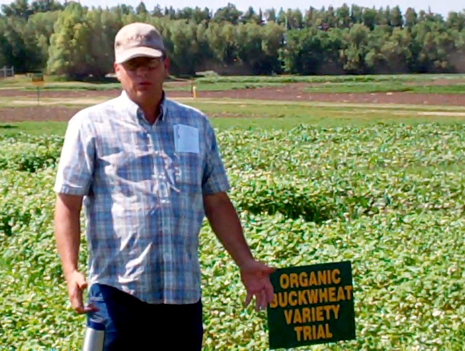 ORGANIC
BUCKWHEAT
VARIETY
TRIAL